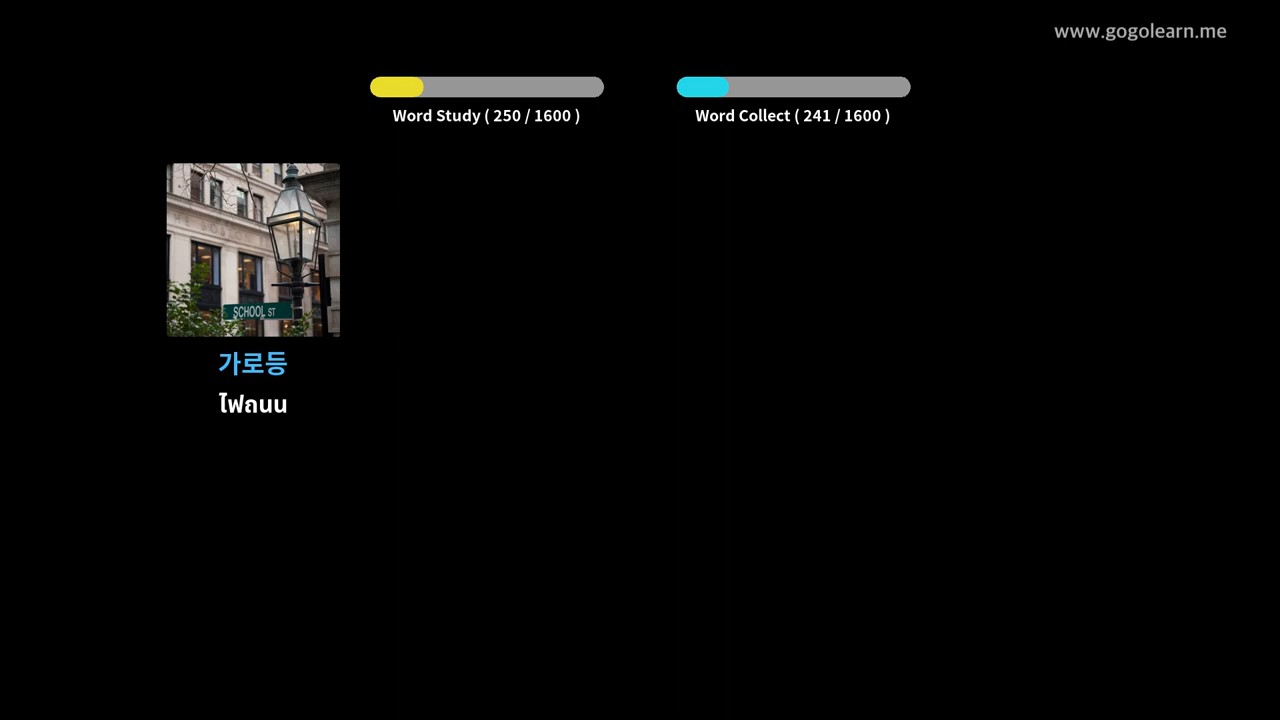 www.gogolearn.me
Word Study ( 250 / 1600 )
Word Collect ( 241 / 1600 )
SCHOOL ST
가로등
ไฟถนน